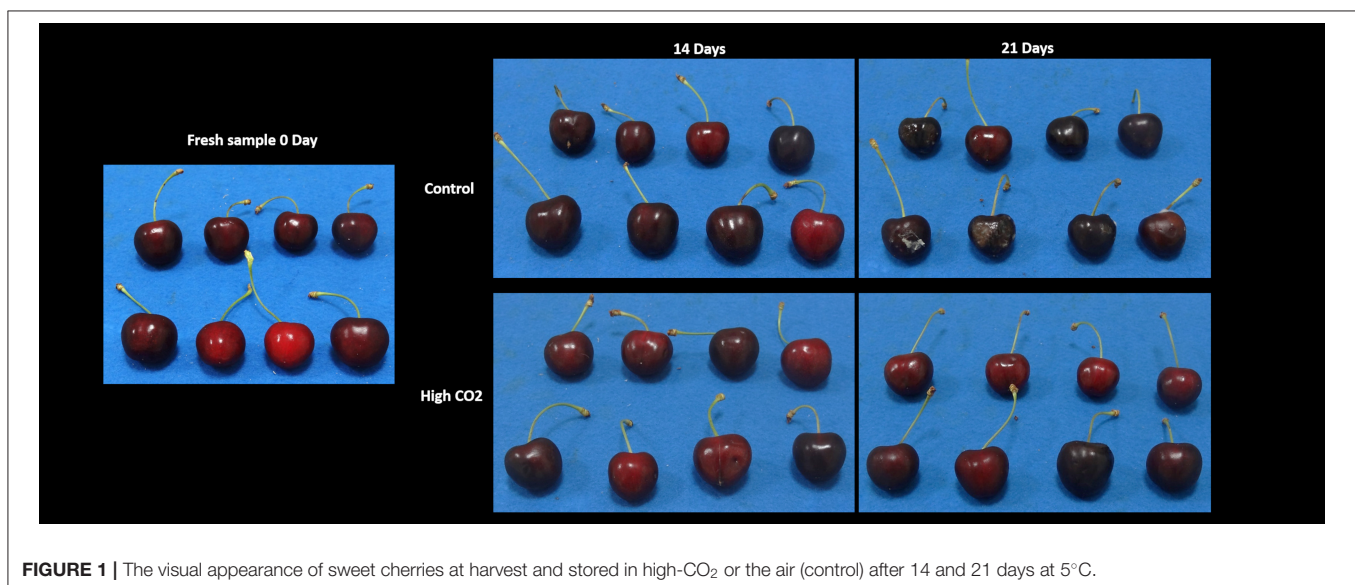 14 Days
21 Days
Fresh sample 0 Day
Control
High CO2
FIGURE 1 | The visual appearance of sweet cherries at harvest and stored in high-CO₂ or the air (control) after 14 and 21 days at 5°C.